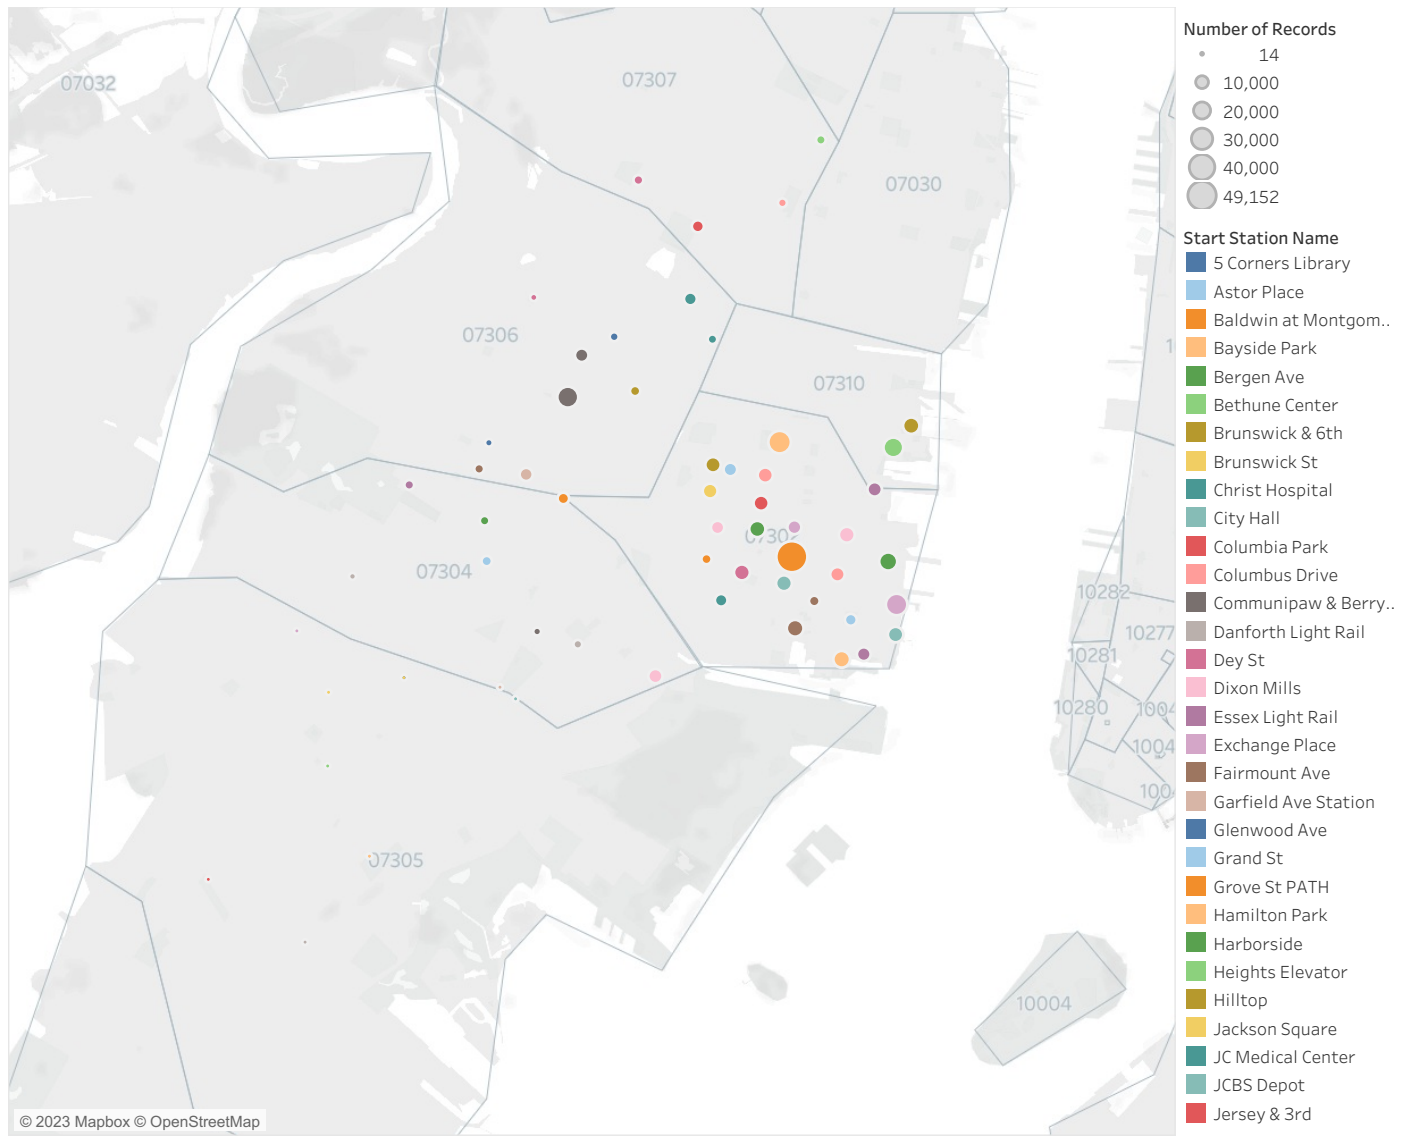 07032
07307
07030
07306
07310
07302
07304
07305
10282
10277
10281
10280
1004
1004
1004
10004
© 2023 Mapbox © OpenStreetMap
Number of Records
14
10,000
20,000
30,000
40,000
49,152
Start Station Name
5 Corners Library
Astor Place
Baldwin at Montgom..
Bayside Park
Bergen Ave
Bethune Center
Brunswick & 6th
Brunswick St
Christ Hospital
City Hall
Columbia Park
Columbus Drive
Communipaw & Berry..
Danforth Light Rail
Dey St
Dixon Mills
Essex Light Rail
Exchange Place
Fairmount Ave
Garfield Ave Station
Glenwood Ave
Grand St
Grove St PATH
Hamilton Park
Harborside
Heights Elevator
Hilltop
Jackson Square
JC Medical Center
JCBS Depot
Jersey & 3rd